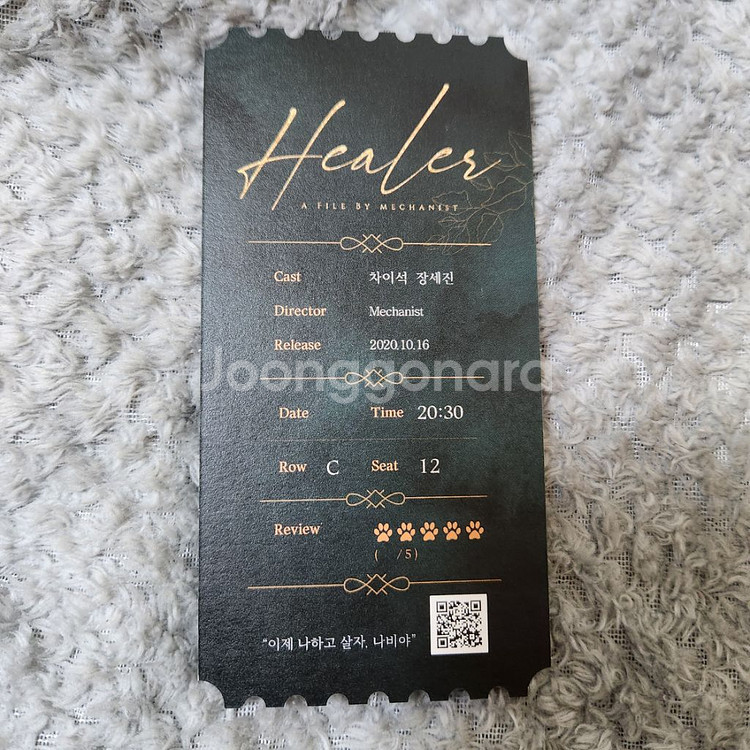 Healer
A FILE BY MECHANIST
Cast 차이석 장세진
Director Mechanist
Release 2020.10.16
Joonggonara
Date Time 20:30
Row C Seat 12
Review
( /5)
“이제 나하고 살자, 나비야”